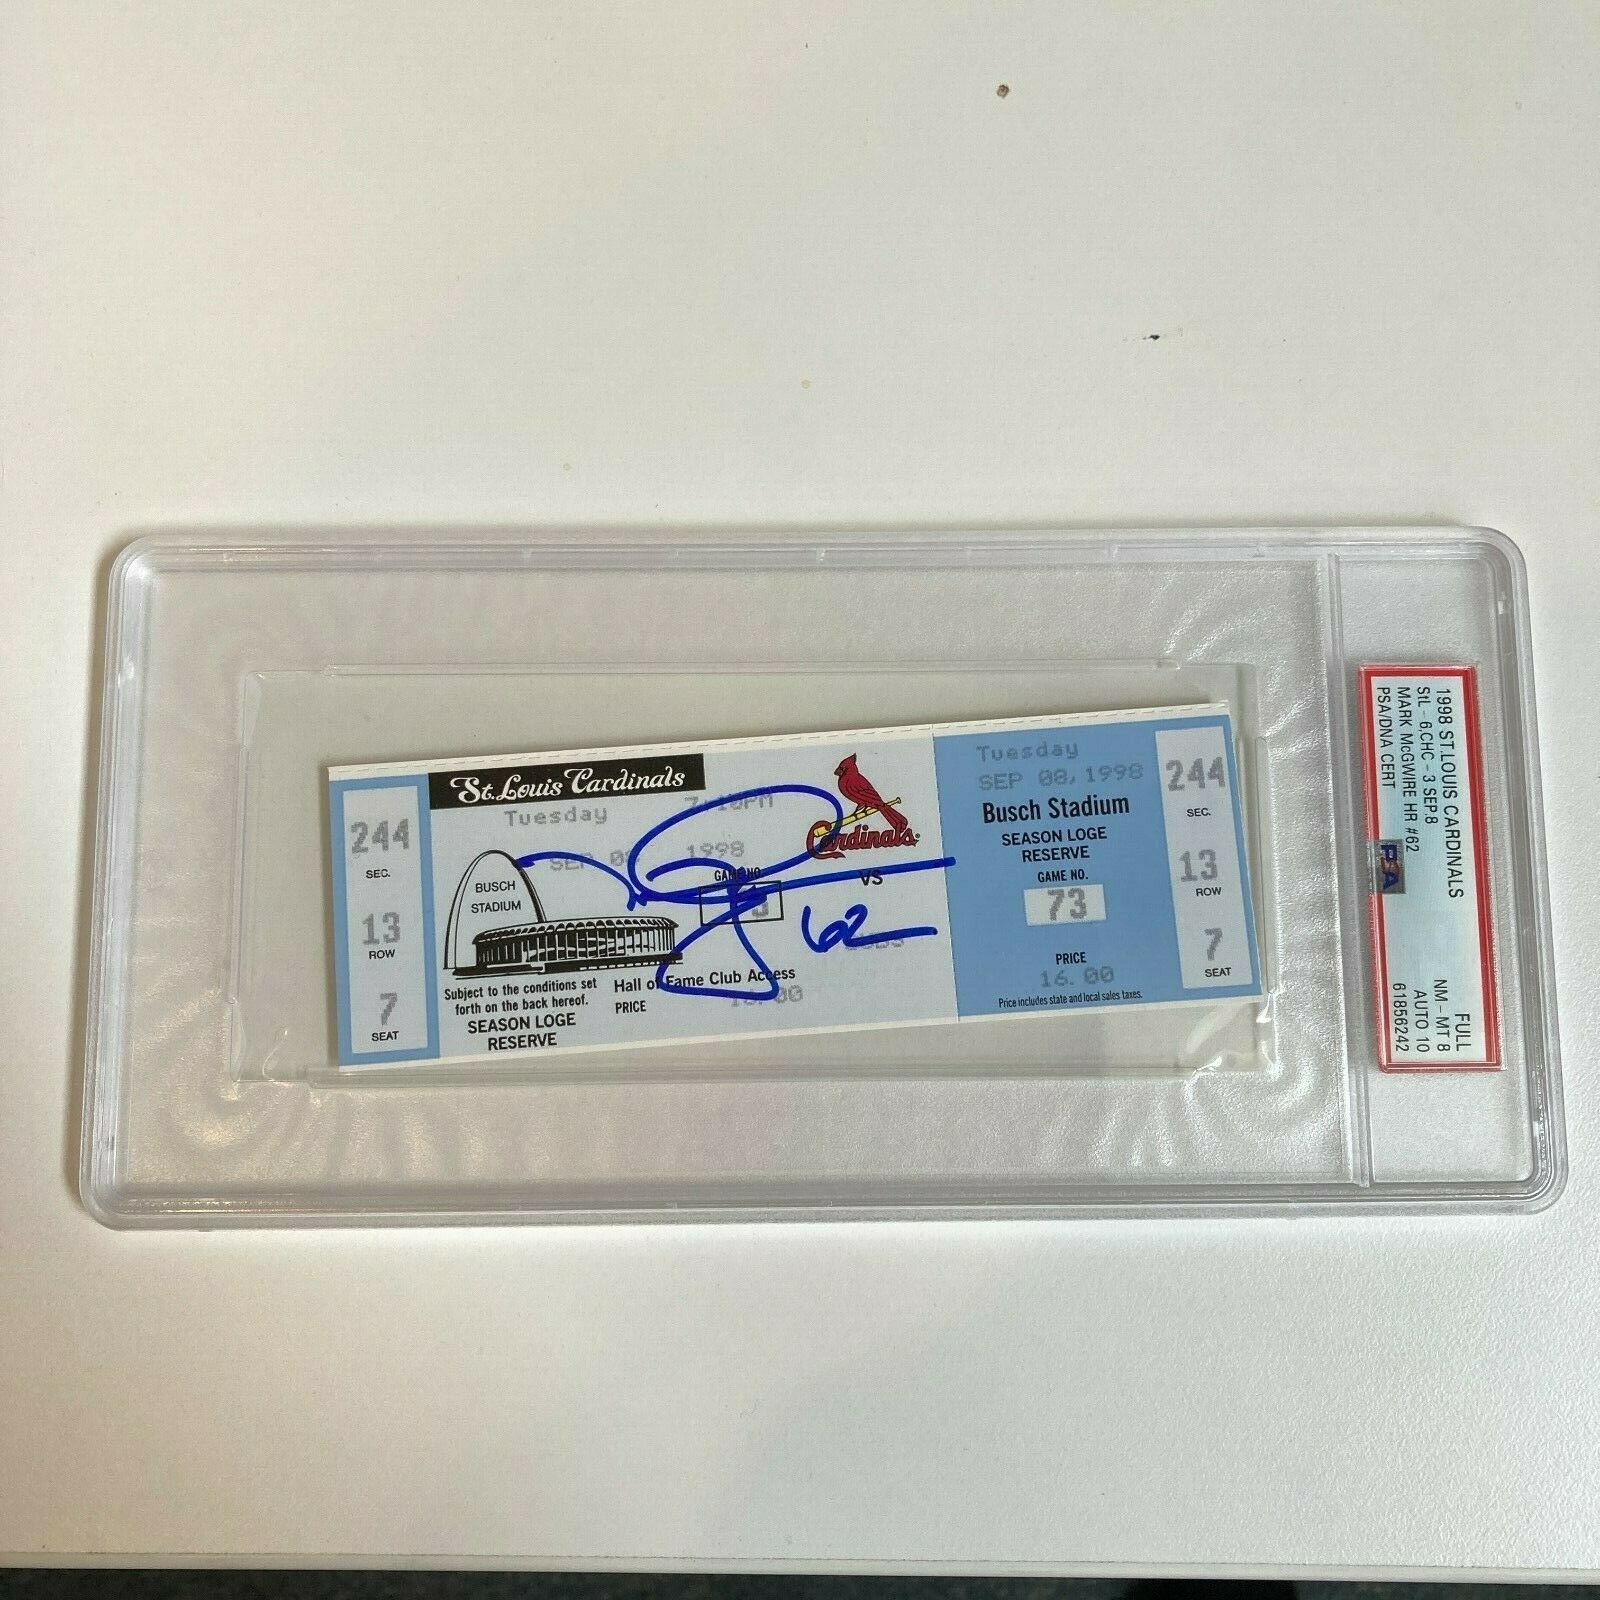 244
SEC.
13
ROW
7
SEAT
St. Louis Cardinals
Tuesday 7:10PM
SEP 08 1998
BUSCH
STADIUM
GAME NO.
Cardinals
VS
62
Hall of Fame Club Access
PRICE
Subject to the conditions set
forth on the back hereof.
SEASON LOGE
RESERVE
Tuesday
SEP 08, 1998
Busch Stadium
SEASON LOGE
RESERVE
GAME NO.
73
PRICE
16.00
Price includes state and local sales taxes.
244
SEC.
13
ROW
7
SEAT
1998 ST.LOUIS CARDINALS FULL
StL - 6,CHC - 3 SEP.8 NM - MT 8
MARK McGWIRE HR #62 AUTO 10
PSA/DNA CERT 61856242
PSA